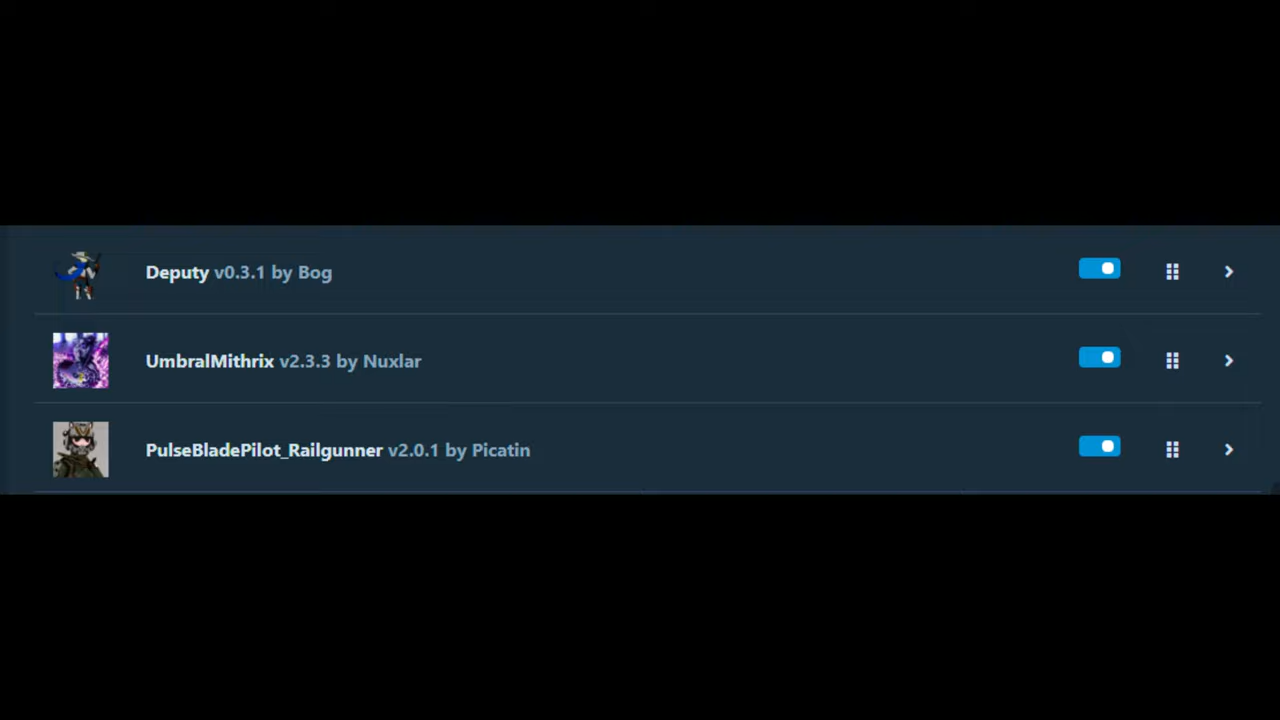 Deputy v0.3.1 by Bog
UmbralMithrix v2.3.3 by Nuxlar
PulseBladePilot_Railgunner v2.0.1 by Picatin